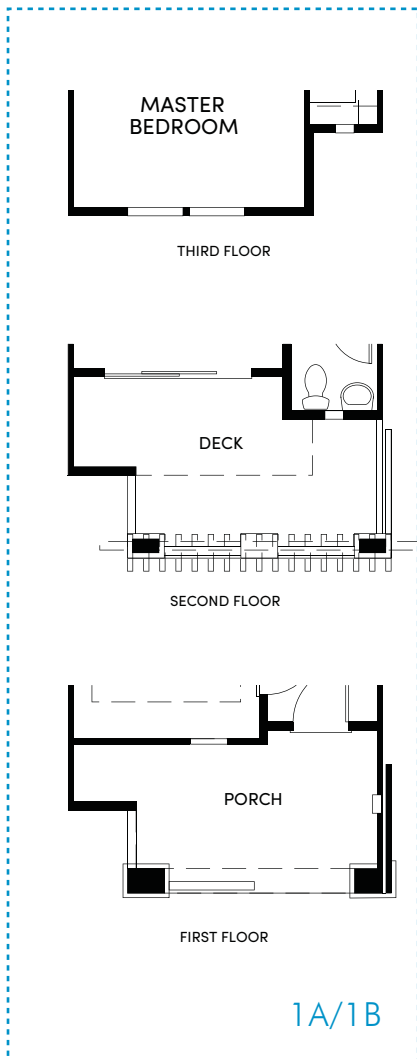 MASTER
BEDROOM
THIRD FLOOR
DECK
SECOND FLOOR
PORCH
FIRST FLOOR
1A/1B